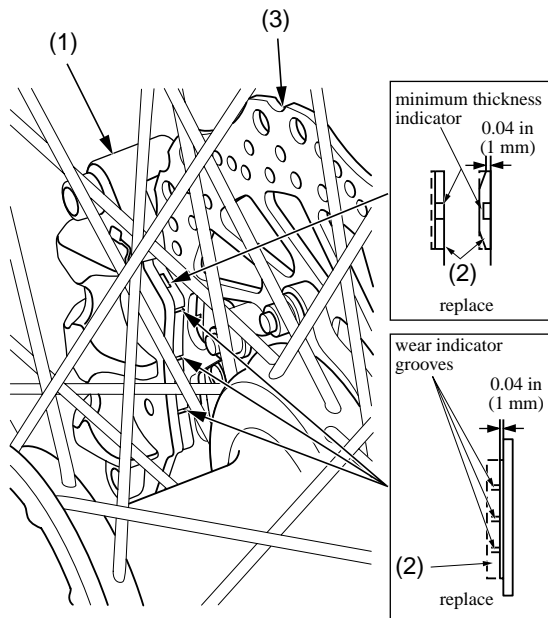 (1)
(3)
minimum thickness
indicator
0.04 in
(1 mm)
(2)
replace
wear indicator
grooves
0.04 in
(1 mm)
(2)
replace